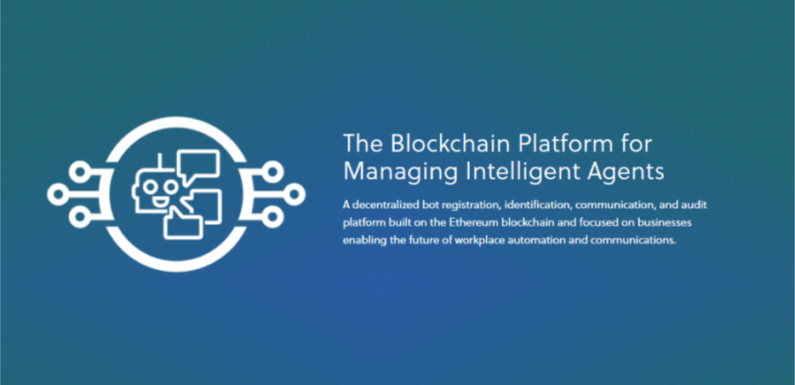 The Blockchain Platform for
Managing Intelligent Agents
A decentralized bot registration, identification, communication, and audit
platform built on the Ethereum blockchain and focused on businesses
enabling the future of workplace automation and communications.